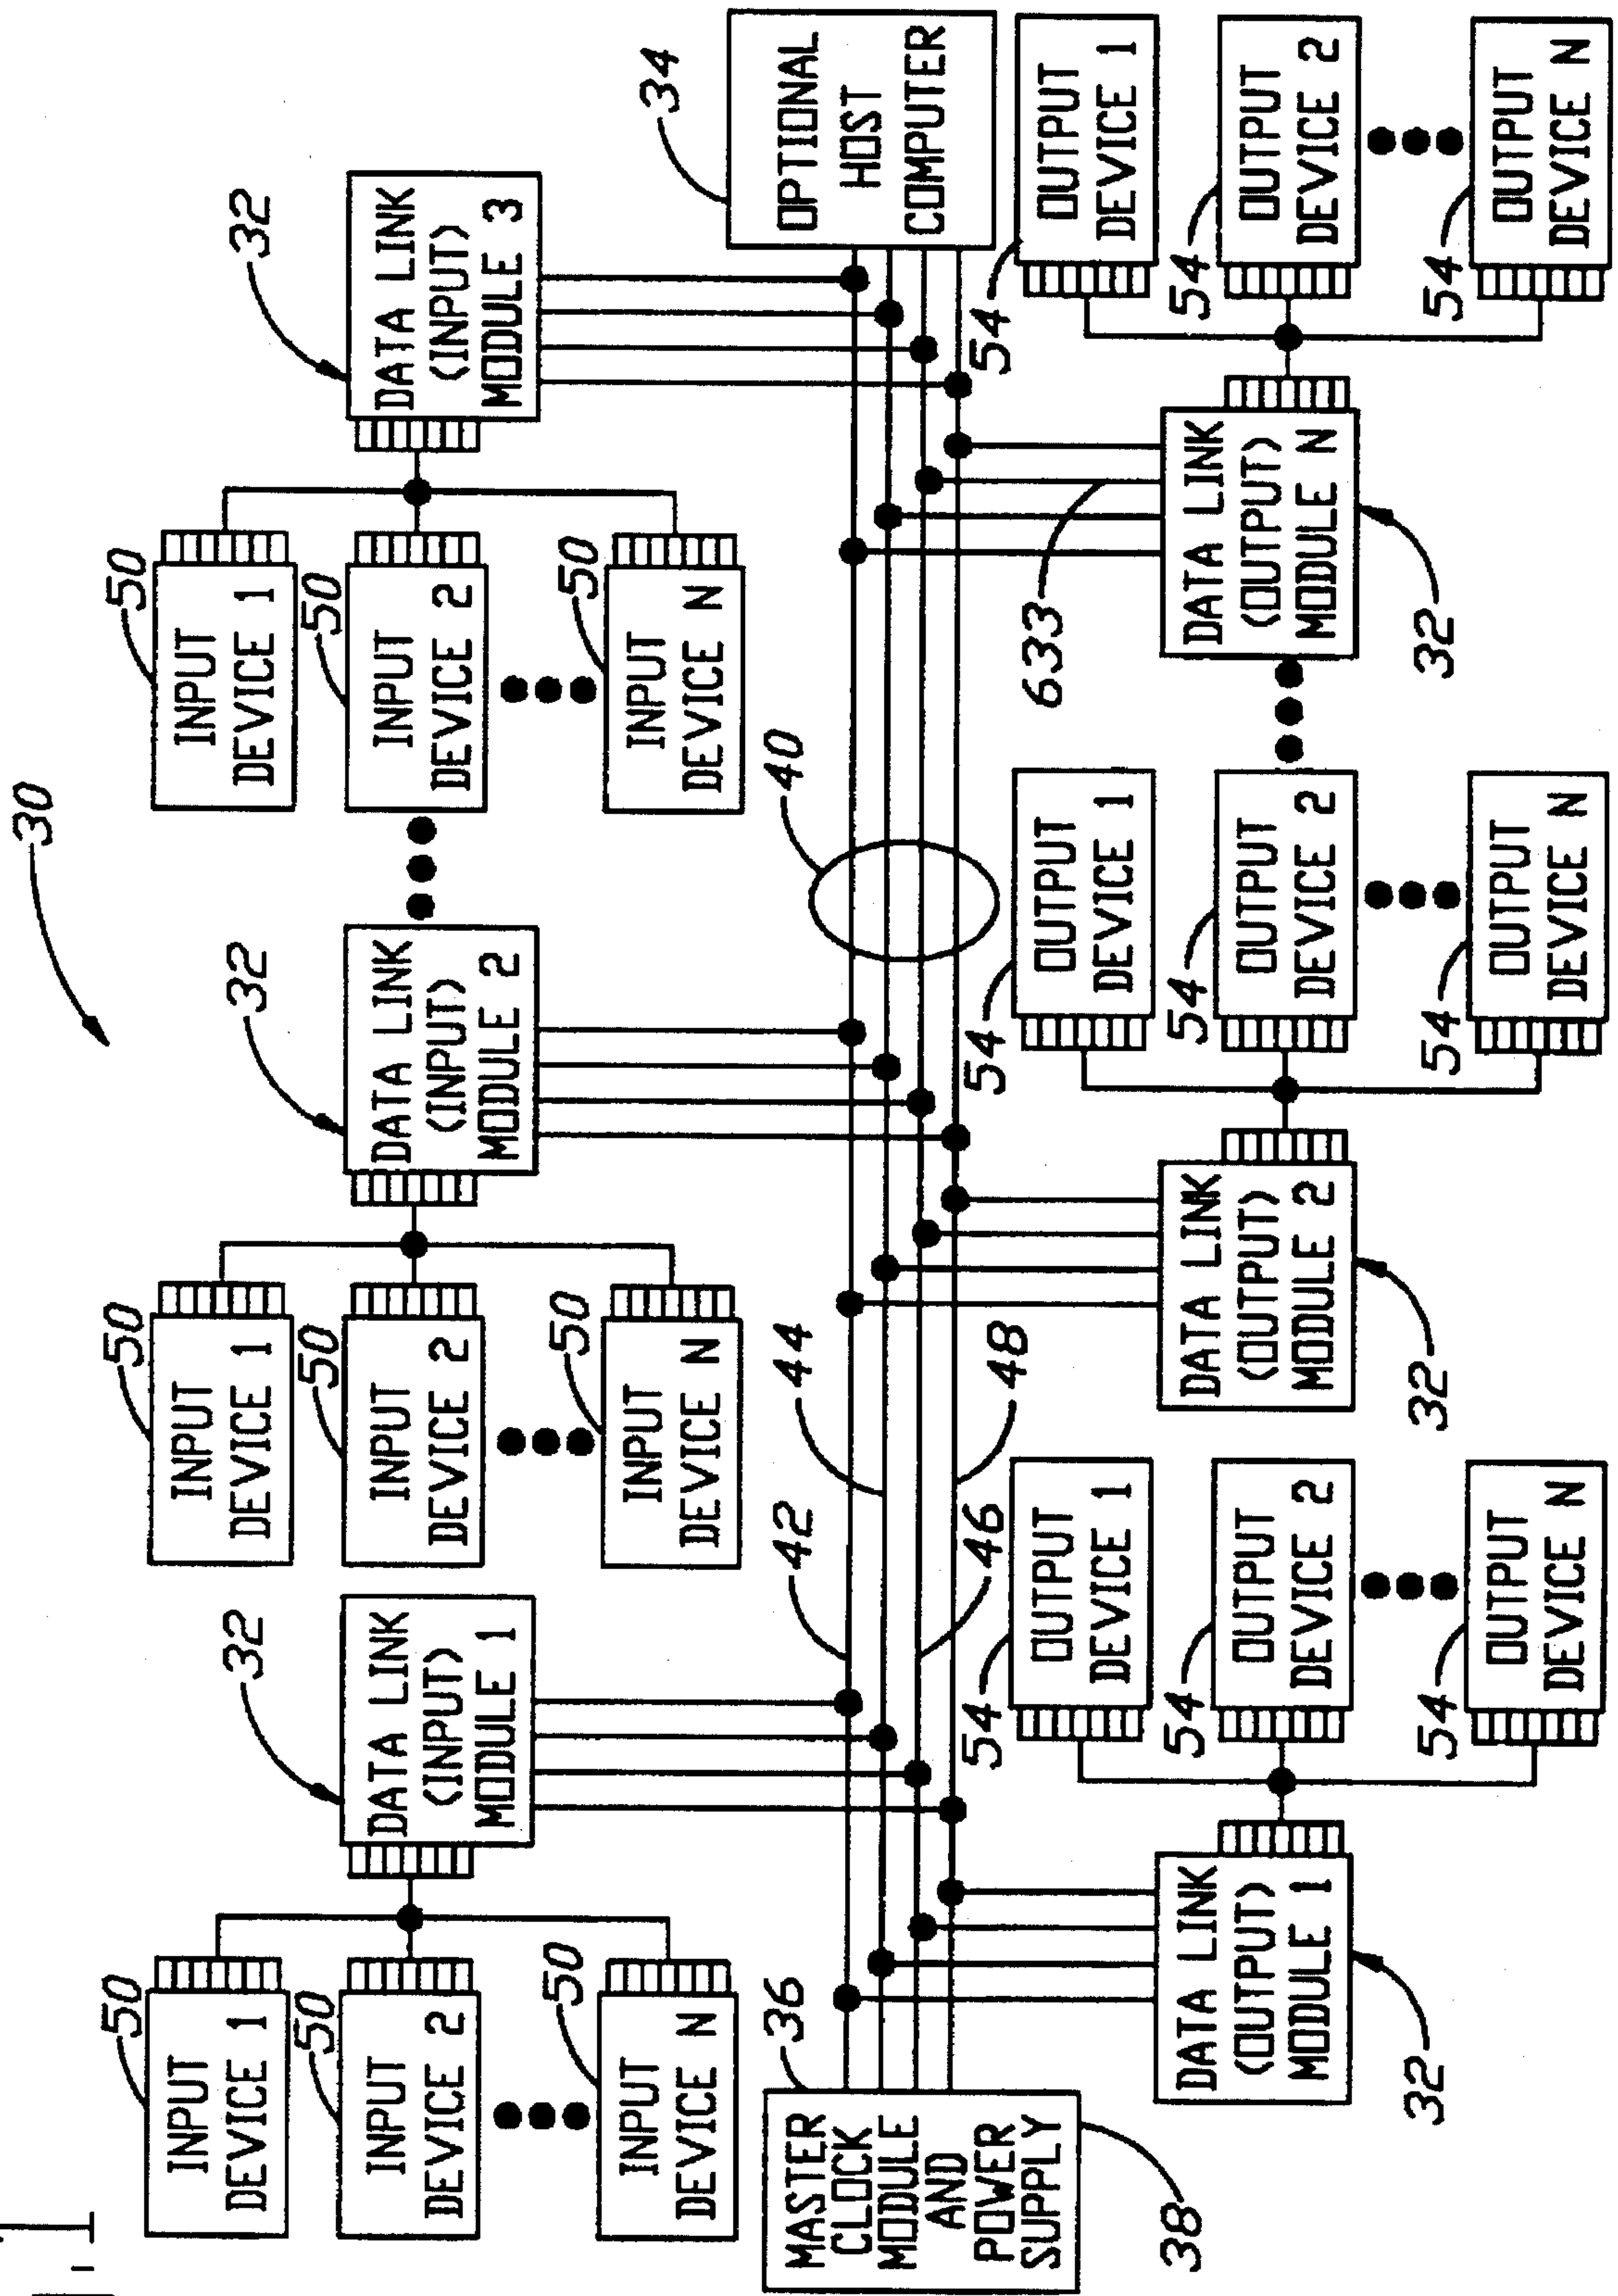 30
32
DATA LINK
(INPUT)
MODULE 1
32
DATA LINK
(INPUT)
MODULE 2
32
DATA LINK
(INPUT)
MODULE 3
50
INPUT
DEVICE 1
50
INPUT
DEVICE 2
50
INPUT
DEVICE N
50
INPUT
DEVICE 1
50
INPUT
DEVICE 2
50
INPUT
DEVICE N
50
INPUT
DEVICE 1
50
INPUT
DEVICE 2
50
INPUT
DEVICE N
36
MASTER
CLOCK
MODULE
AND
POWER
SUPPLY
38
42
44
46
48
40
34
OPTIONAL
HOST
COMPUTER
633
DATA LINK
(OUTPUT)
MODULE 1
32
54
OUTPUT
DEVICE 1
54
OUTPUT
DEVICE 2
54
OUTPUT
DEVICE N
DATA LINK
(OUTPUT)
MODULE 2
32
54
OUTPUT
DEVICE 1
54
OUTPUT
DEVICE 2
54
OUTPUT
DEVICE N
DATA LINK
(OUTPUT)
MODULE N
32
54
OUTPUT
DEVICE 1
54
OUTPUT
DEVICE 2
54
OUTPUT
DEVICE N